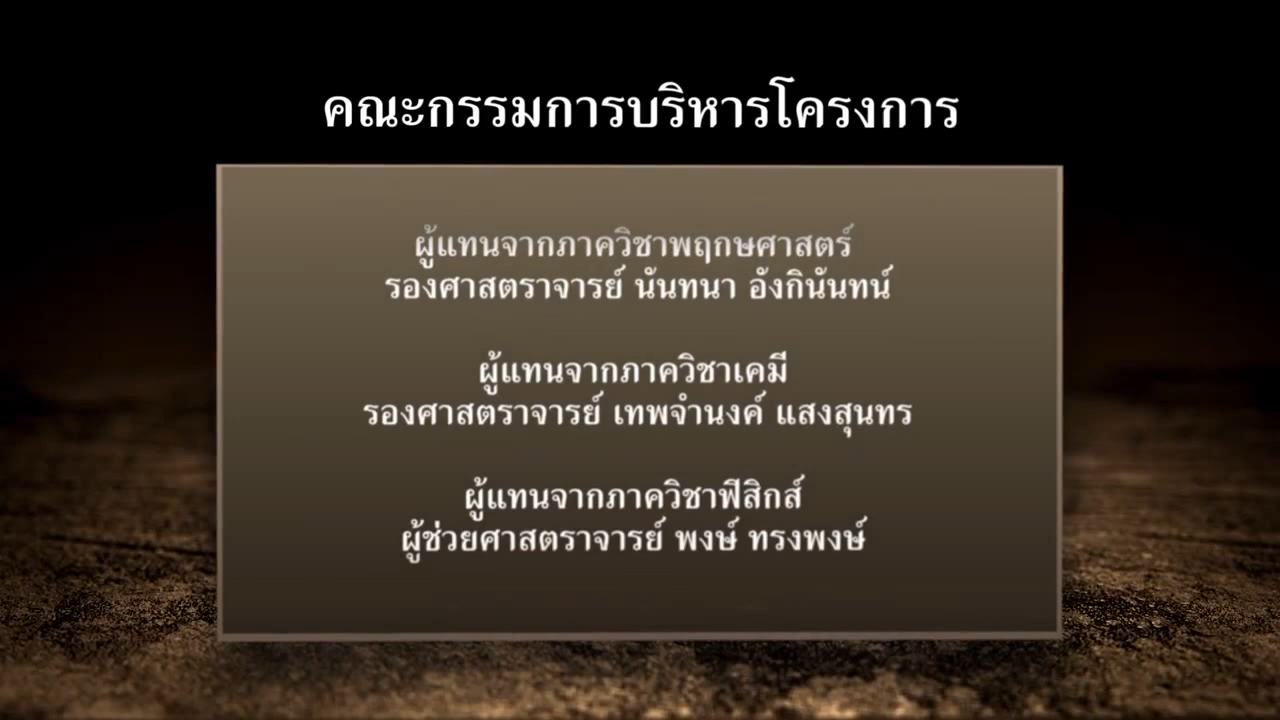 คณะกรรมการบริหารโครงการ
ผู้แทนจากภาควิชาพฤกษศาสตร์
รองศาสตราจารย์ นันทนา อังกินันทน์
ผู้แทนจากภาควิชาเคมี
รองศาสตราจารย์ เทพจำนงค์ แสงสุนทร
ผู้แทนจากภาควิชาฟิสิกส์
ผู้ช่วยศาสตราจารย์ พงษ์ ทรงพงษ์